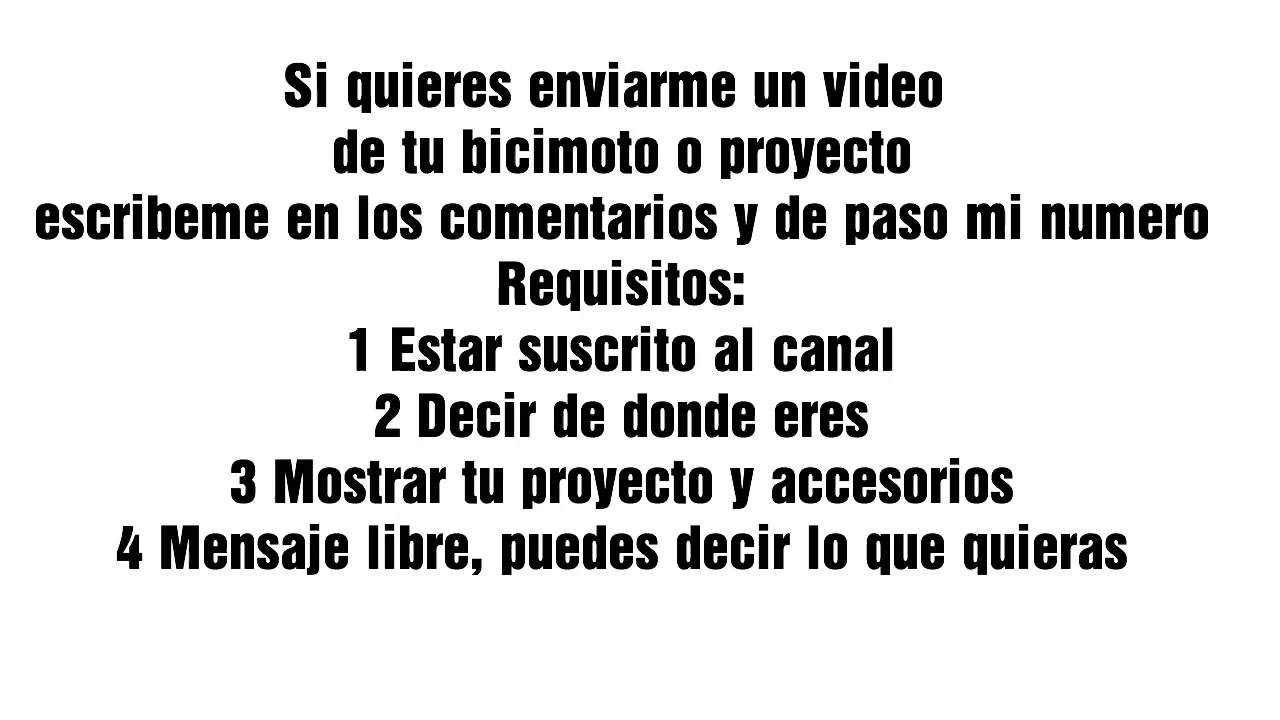 Si quieres enviarme un video
de tu bicimoto o proyecto
escribeme en los comentarios y de paso mi numero
Requisitos:
1 Estar suscrito al canal
2 Decir de donde eres
3 Mostrar tu proyecto y accesorios
4 Mensaje libre, puedes decir lo que quieras